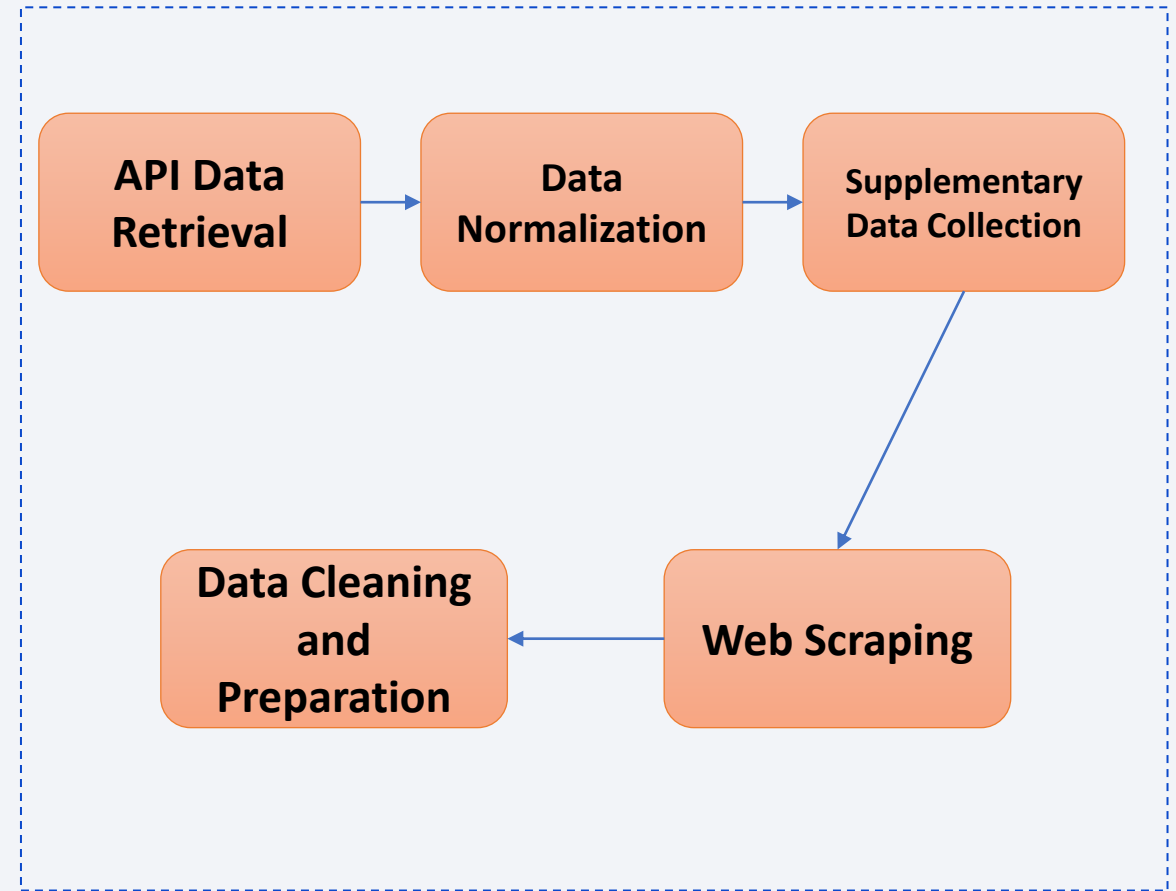 API Data
Retrieval
Data
Normalization
Supplementary
Data Collection
Data Cleaning
and
Preparation
Web Scraping